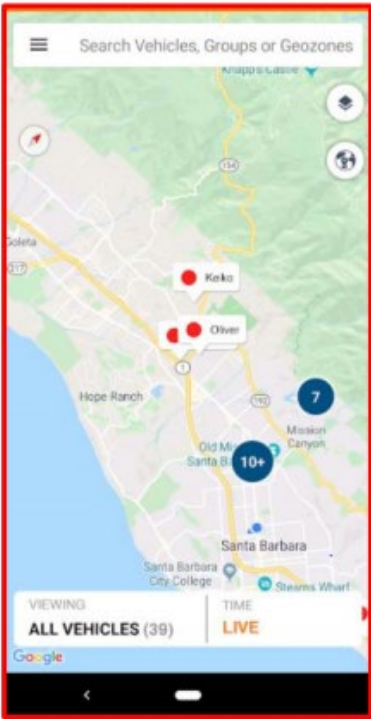 Search Vehicles, Groups or Geozones
Knapp's Castle
154
Goleta
217
Keiko
Oliver
1
Hope Ranch
192
7
Mission
Canyon
Old Mi
Santa B
10+
Santa Barbara
Santa Barbara
City College
Stearns Wharf
VIEWING
TIME
ALL VEHICLES (39)
LIVE
Google